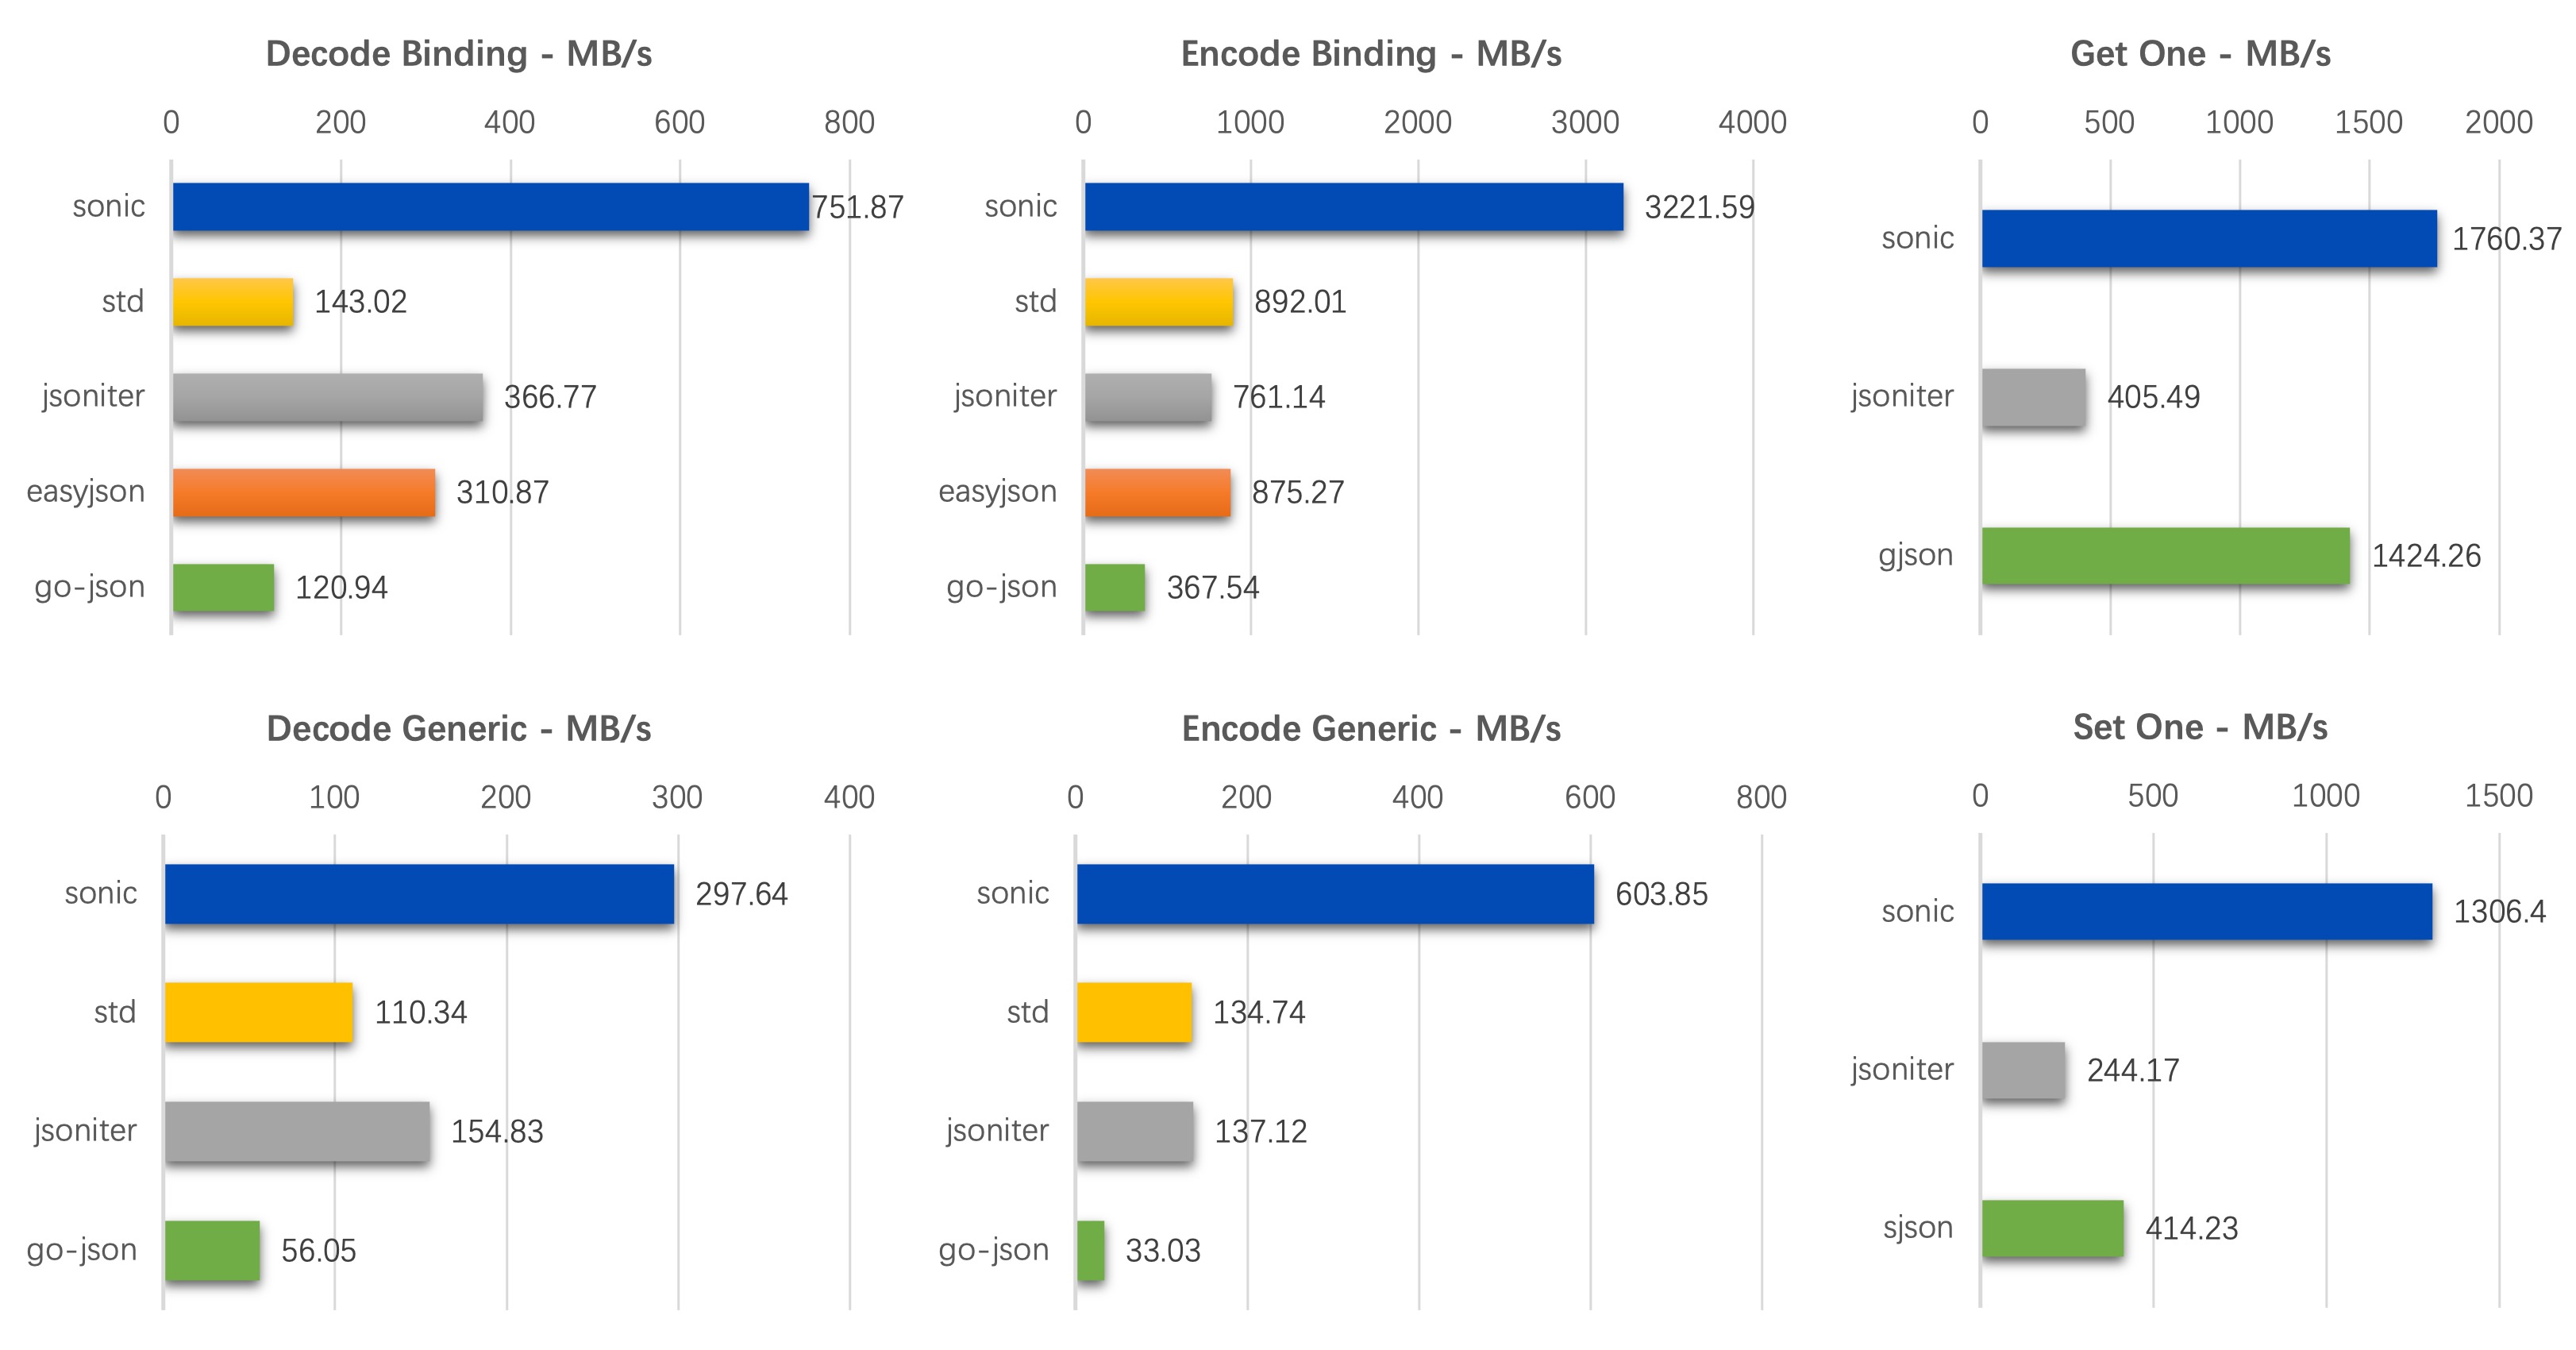 Decode Binding - MB/s
0 200 400 600 800
sonic 751.87
std 143.02
jsoniter 366.77
easyjson 310.87
go-json 120.94
Encode Binding - MB/s
0 1000 2000 3000 4000
sonic 3221.59
std 892.01
jsoniter 761.14
easyjson 875.27
go-json 367.54
Get One - MB/s
0 500 1000 1500 2000
sonic 1760.37
jsoniter 405.49
gjson 1424.26
Decode Generic - MB/s
0 100 200 300 400
sonic 297.64
std 110.34
jsoniter 154.83
go-json 56.05
Encode Generic - MB/s
0 200 400 600 800
sonic 603.85
std 134.74
jsoniter 137.12
go-json 33.03
Set One - MB/s
0 500 1000 1500
sonic 1306.4
jsoniter 244.17
sjson 414.23